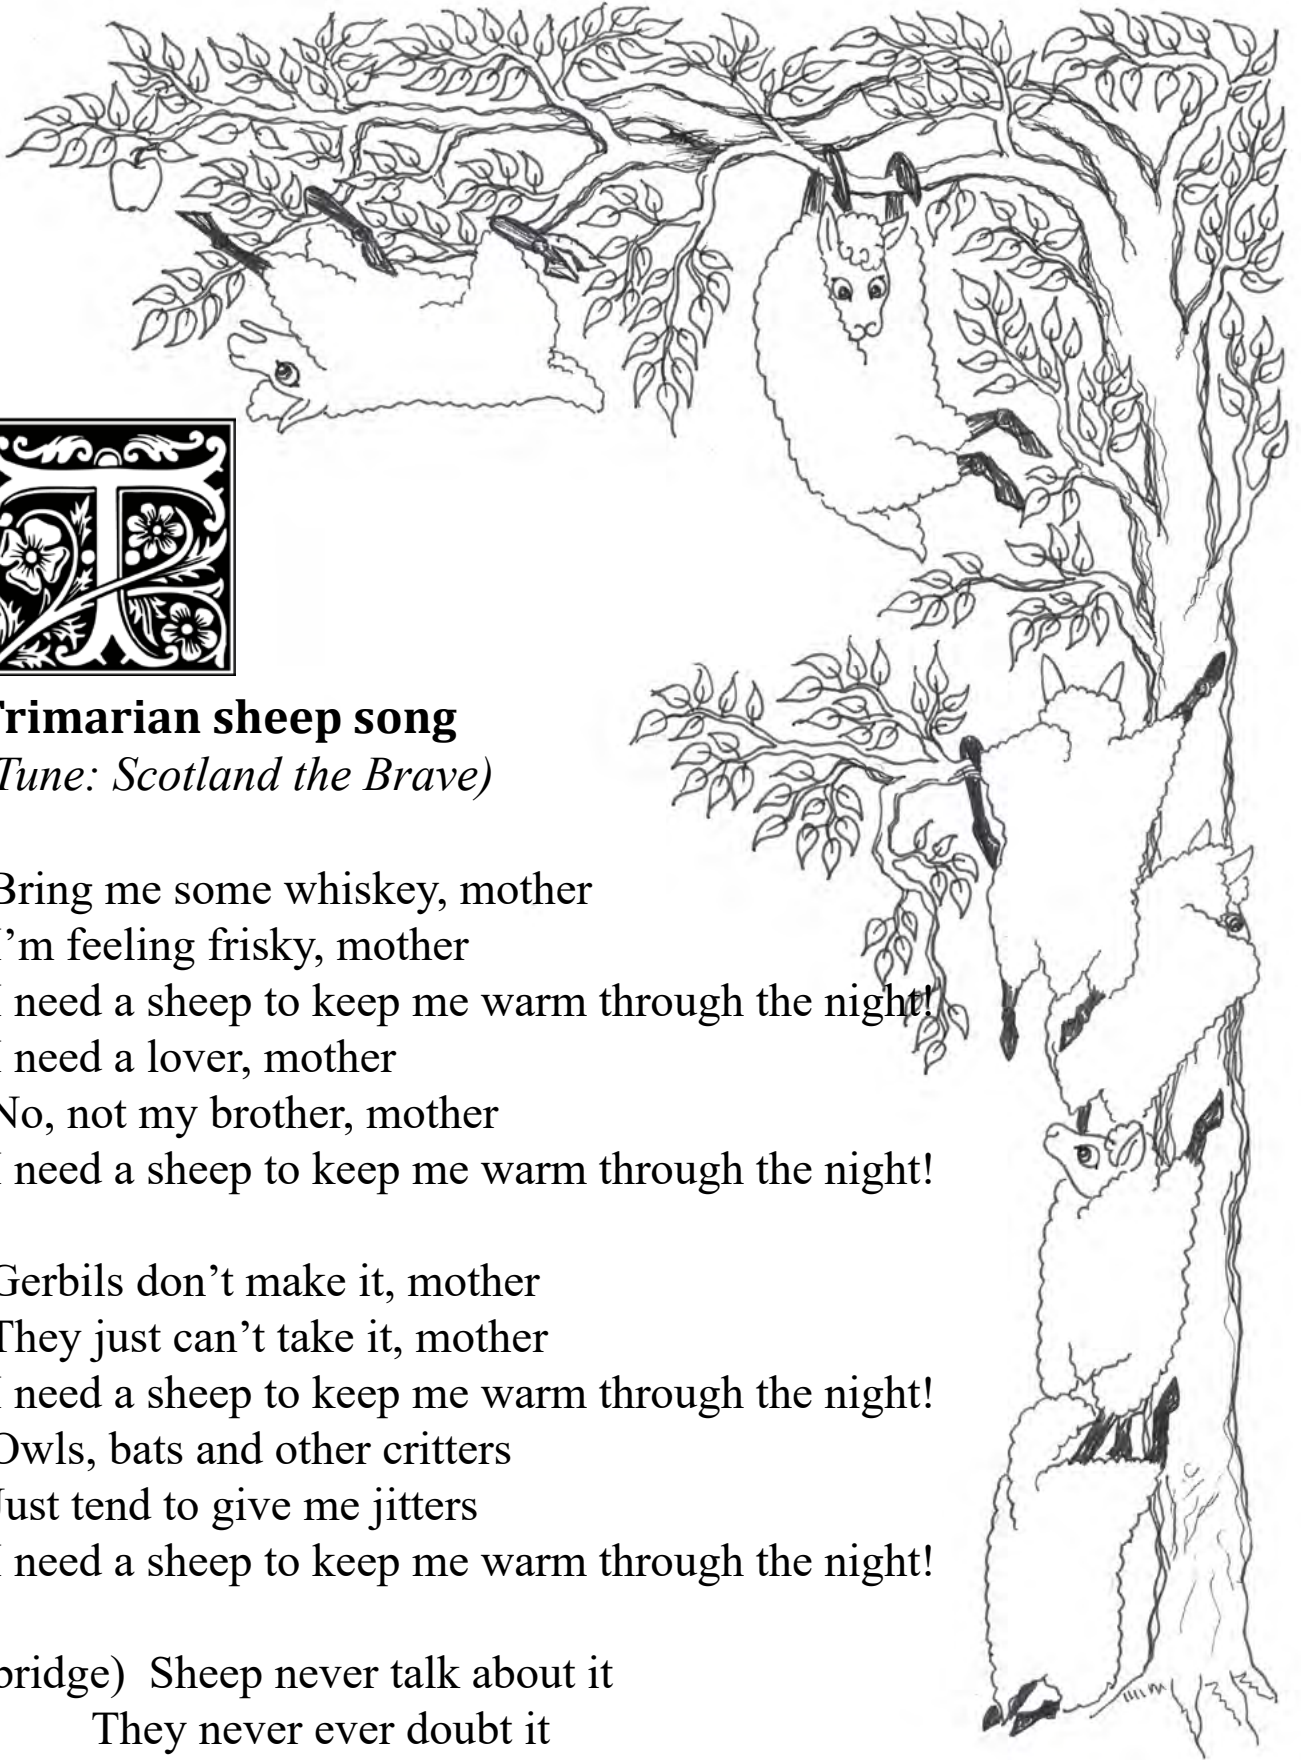 T
Trimarian sheep song
Tune: Scotland the Brave)
Bring me some whiskey, mother
I’m feeling frisky, mother
I need a sheep to keep me warm through the night!
I need a lover, mother
No, not my brother, mother
I need a sheep to keep me warm through the night!
Gerbils don’t make it, mother
They just can’t take it, mother
I need a sheep to keep me warm through the night!
Owls, bats and other critters
Just tend to give me jitters
I need a sheep to keep me warm through the night!
bridge) Sheep never talk about it
They never ever doubt it